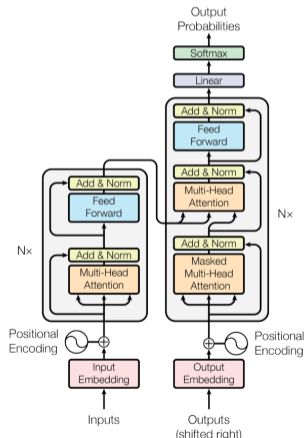 Output
Probabilities
Softmax
Linear
Add & Norm
Feed
Forward
Add & Norm
Multi-Head
Attention
Add & Norm
Masked
Multi-Head
Attention
N×
Add & Norm
Feed
Forward
Add & Norm
Multi-Head
Attention
N×
Positional
Encoding
Positional
Encoding
Input
Embedding
Output
Embedding
Inputs
Outputs
(shifted right)